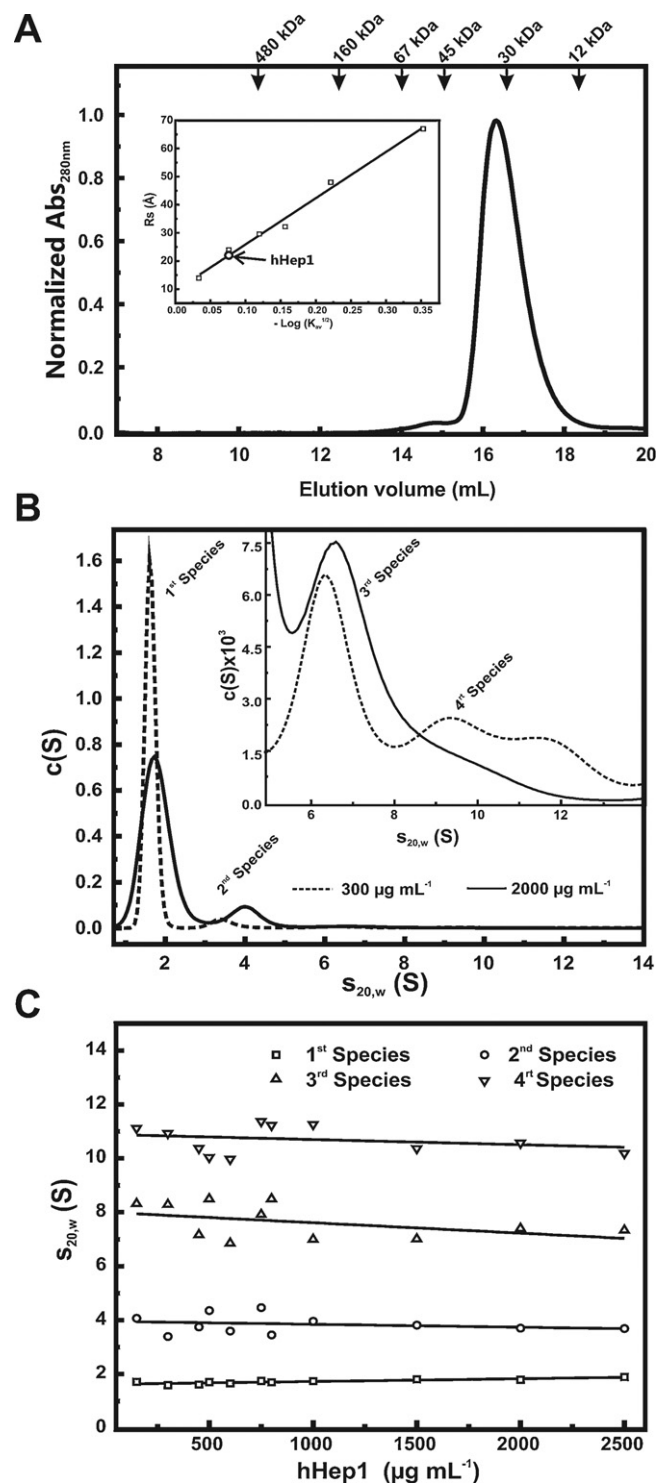 A
480 kDa
160 kDa
67 kDa
45 kDa
30 kDa
12 kDa
Normalized Abs280nm
1.0
0.8
0.6
0.4
0.2
0.0
8 10 12 14 16 18 20
Elution volume (mL)
Rs (Å)
70
60
50
40
30
20
10
0.00 0.05 0.10 0.15 0.20 0.25 0.30 0.35
- Log (Kav1/2)
hHep1
B
c(S)
1.6
1.4
1.2
1.0
0.8
0.6
0.4
0.2
0.0
2 4 6 8 10 12 14
s20,w (S)
1st Species
2nd Species
c(S)x10³
7.5
6.0
4.5
3.0
1.5
0.0
6 8 10 12
s20,w (S)
3rd Species
4rt Species
300 µg mL-1
2000 µg mL-1
C
1st Species
2nd Species
3rd Species
4rt Species
s20,w (S)
14
12
10
8
6
4
2
0
500 1000 1500 2000 2500
hHep1 (µg mL-1)